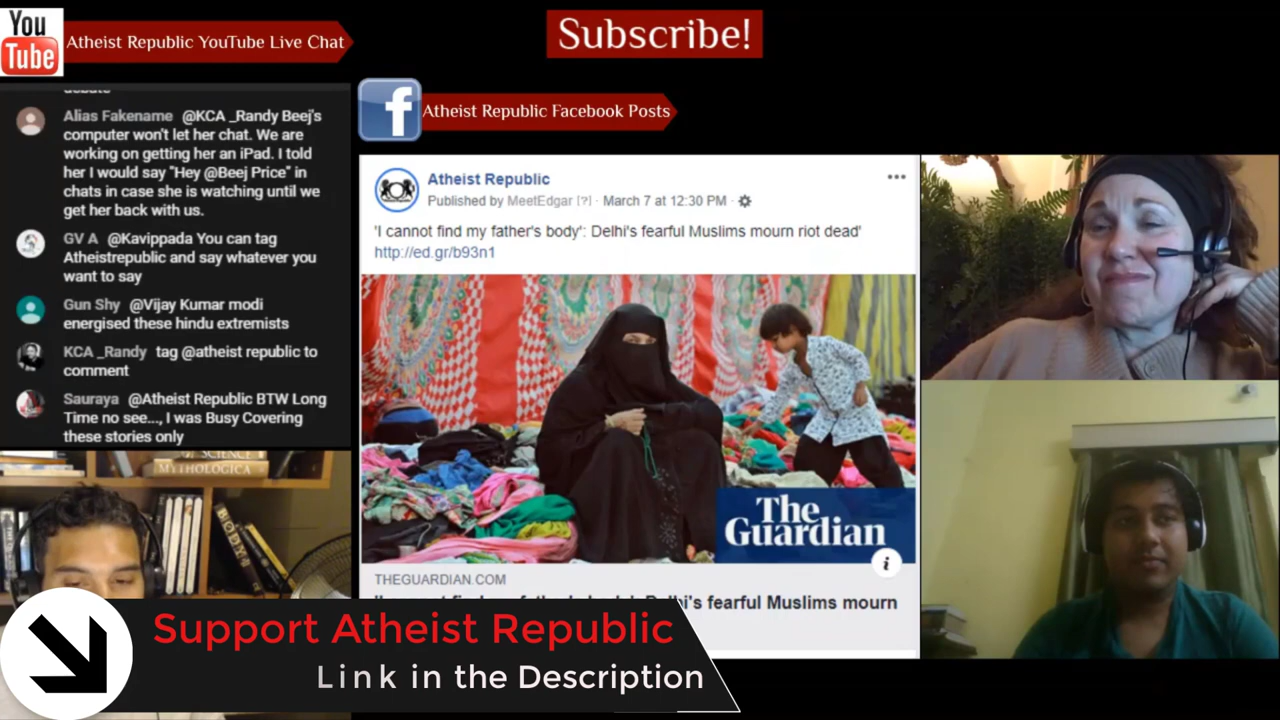 You
Tube
Atheist Republic YouTube Live Chat
Subscribe!
debate
Alias Fakename @KCA _Randy Beej's
computer won't let her chat. We are
working on getting her an iPad. I told
her I would say "Hey @Beej Price" in
chats in case she is watching until we
get her back with us.
GV A @Kavippada You can tag
Atheistrepublic and say whatever you
want to say
Gun Shy @Vijay Kumar modi
energised these hindu extremists
KCA _Randy tag @atheist republic to
comment
Sauraya @Atheist Republic BTW Long
Time no see..., I was Busy Covering
these stories only
f
Atheist Republic Facebook Posts
Atheist Republic
Published by MeetEdgar [?] · March 7 at 12:30 PM ·
'I cannot find my father's body': Delhi's fearful Muslims mourn riot dead'
http://ed.gr/b93n1
The
Guardian
i
THEGUARDIAN.COM
fearful Muslims mourn
SCIENCE
MYTHOLOGICA
Support Atheist Republic
Link in the Description